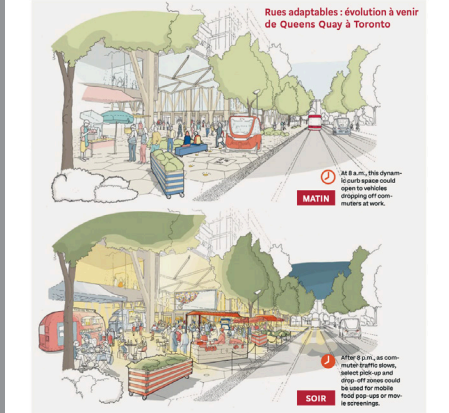 Rues adaptables : évolution à venir
de Queens Quay à Toronto
At 8 a.m., this dynam-
ic curb space could
open to vehicles
dropping off com-
muters at work.
MATIN
After 8 p.m., as com-
muter traffic slows,
select pick-up and
drop-off zones could
be used for mobile
food pop-ups or mov-
ie screenings.
SOIR